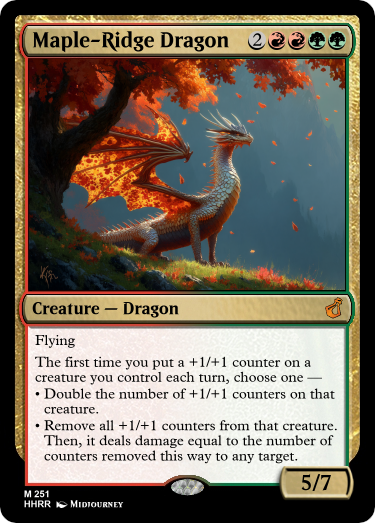 Maple-Ridge Dragon 2
Creature — Dragon
Flying
The first time you put a +1/+1 counter on a
creature you control each turn, choose one —
• Double the number of +1/+1 counters on that
creature.
• Remove all +1/+1 counters from that creature.
Then, it deals damage equal to the number of
counters removed this way to any target.
5/7
M 251
HHRR Midjourney